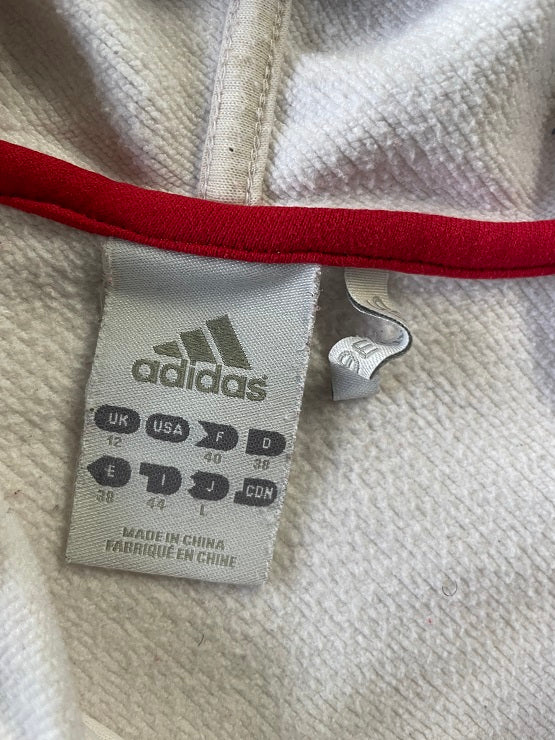 adidas
UK USA F D
12 40 38
E I J CDN
38 44 L
MADE IN CHINA
FABRIQUÉ EN CHINE